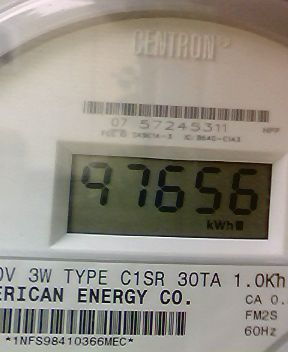 CENTRON®
07 57245311
HPP
97656
kWh
0V 3W TYPE C1SR 30TA 1.0Kh
ERICAN ENERGY CO.
CA 0.
FM2S
60Hz
*1NFS98410366MEC*